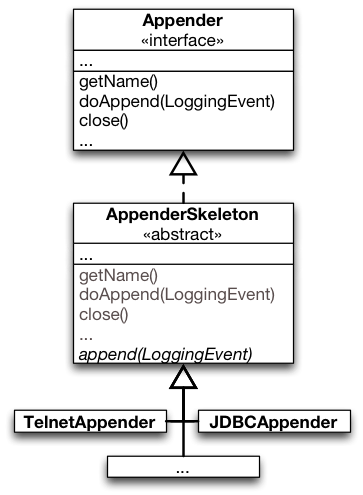 Appender
«interface»
...
getName()
doAppend(LoggingEvent)
close()
...
AppenderSkeleton
«abstract»
...
getName()
doAppend(LoggingEvent)
close()
...
append(LoggingEvent)
TelnetAppender
JDBCAppender
...